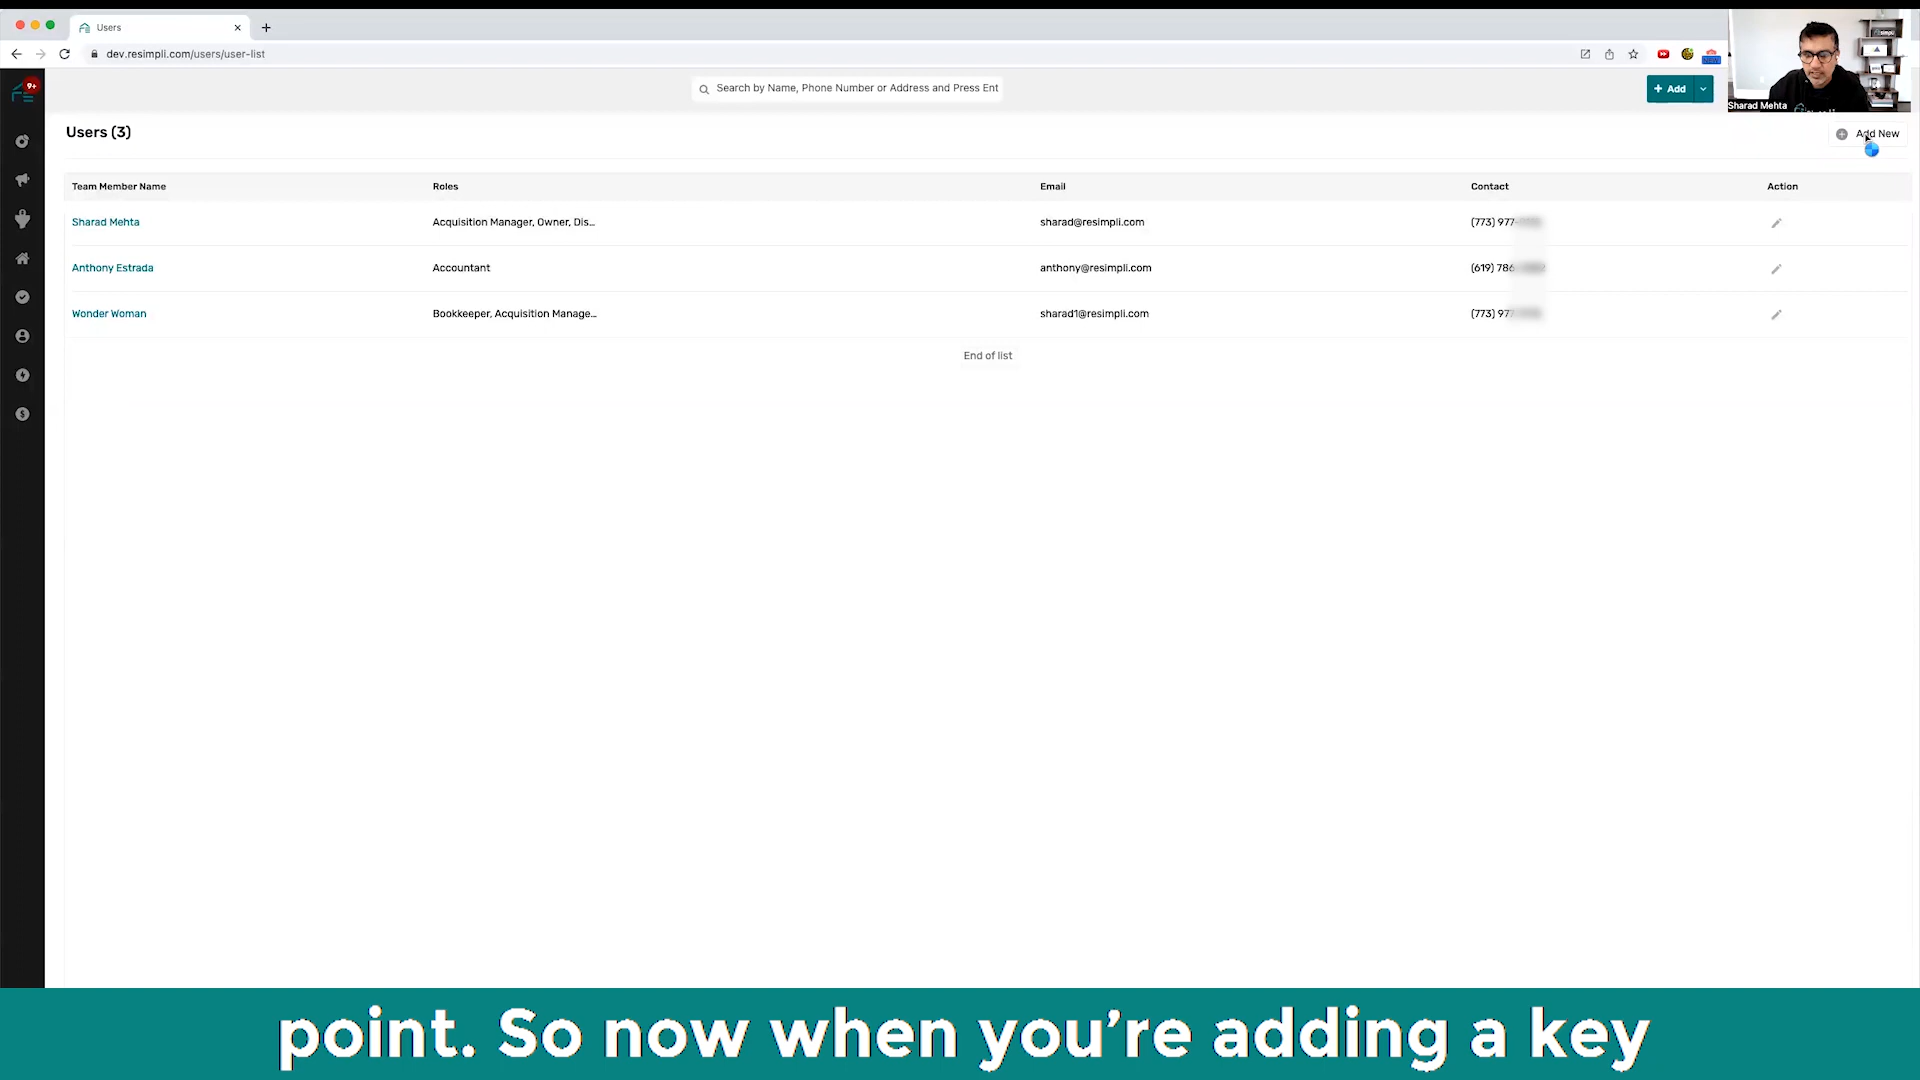 Users
dev.resimpli.com/users/user-list
9+
Search by Name, Phone Number or Address and Press Ent
+ Add
Sharad Mehta
Users (3)
Add New
Team Member Name Roles Email Contact Action
Sharad Mehta Acquisition Manager, Owner, Dis... sharad@resimpli.com (773) 977
Anthony Estrada Accountant anthony@resimpli.com (619) 786
Wonder Woman Bookkeeper, Acquisition Manage... sharad1@resimpli.com (773) 97
End of list
point. So now when you're adding a key